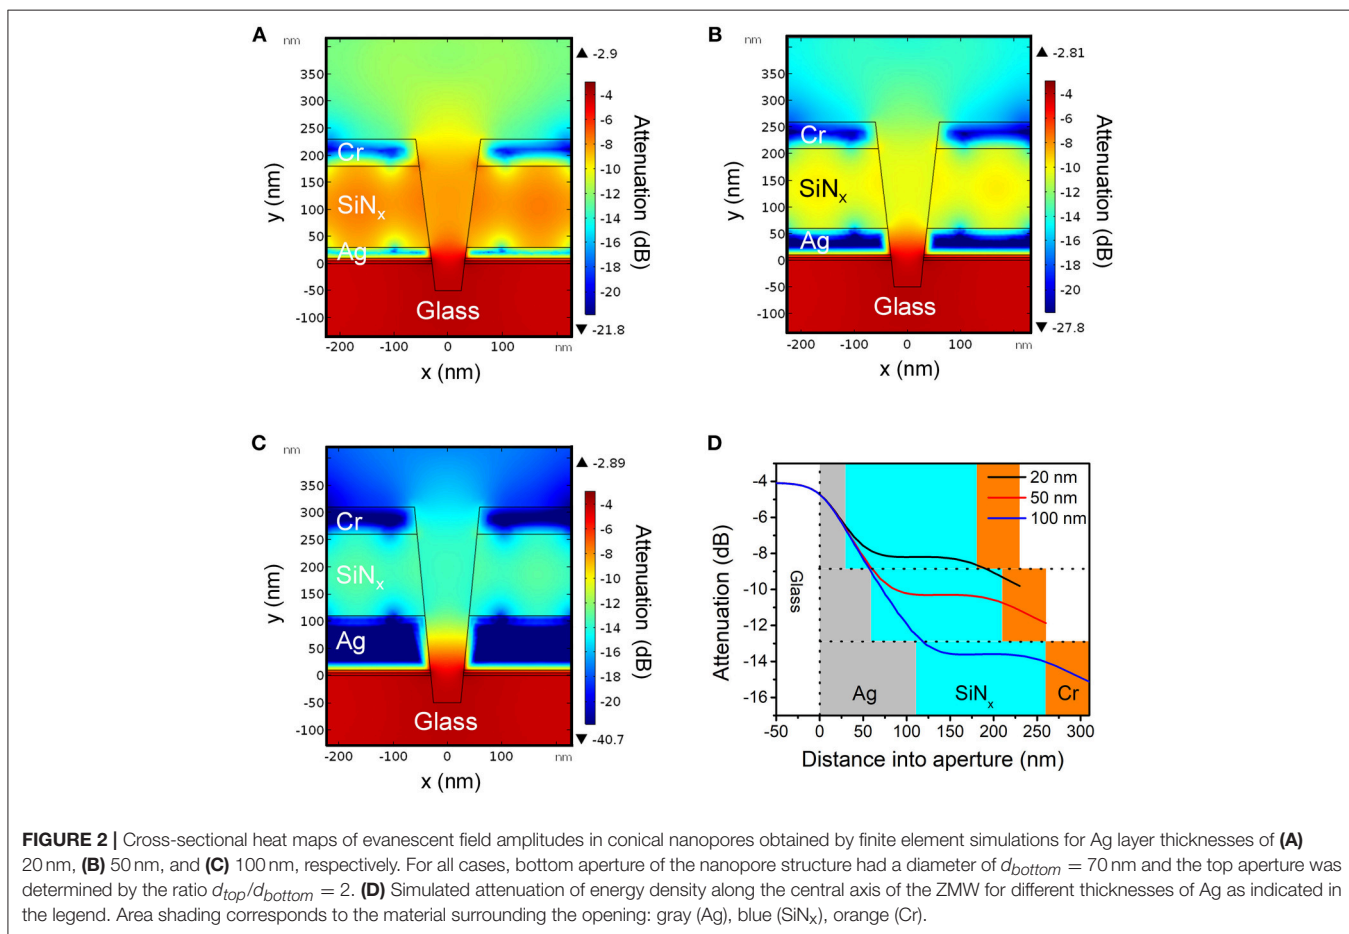 A
nm
-2.9
350
300
250
200
150
100
50
0
-50
-100
y (nm)
Cr
SiNx
Ag
Glass
-200
-100
0
100
nm
x (nm)
-4
-6
-8
-10
-12
-14
-16
-18
-20
-21.8
Attenuation (dB)
B
nm
-2.81
400
350
300
250
200
150
100
50
0
-50
-100
y (nm)
Cr
SiNx
Ag
Glass
-200
-100
0
100
nm
x (nm)
-4
-6
-8
-10
-12
-14
-16
-18
-20
-27.8
Attenuation (dB)
C
nm
-2.89
400
350
300
250
200
150
100
50
0
-50
-100
y (nm)
Cr
SiNx
Ag
Glass
-200
-100
0
100
nm
x (nm)
-4
-6
-8
-10
-12
-14
-16
-18
-20
-22
-40.7
Attenuation (dB)
D
-4
-6
-8
-10
-12
-14
-16
Attenuation (dB)
20 nm
50 nm
100 nm
Glass
Ag
SiNx
Cr
-50 0 50 100 150 200 250 300
Distance into aperture (nm)
FIGURE 2 | Cross-sectional heat maps of evanescent field amplitudes in conical nanopores obtained by finite element simulations for Ag layer thicknesses of (A)
20 nm, (B) 50 nm, and (C) 100 nm, respectively. For all cases, bottom aperture of the nanopore structure had a diameter of dbottom = 70 nm and the top aperture was
determined by the ratio dtop/dbottom = 2. (D) Simulated attenuation of energy density along the central axis of the ZMW for different thicknesses of Ag as indicated in
the legend. Area shading corresponds to the material surrounding the opening: gray (Ag), blue (SiNx), orange (Cr).